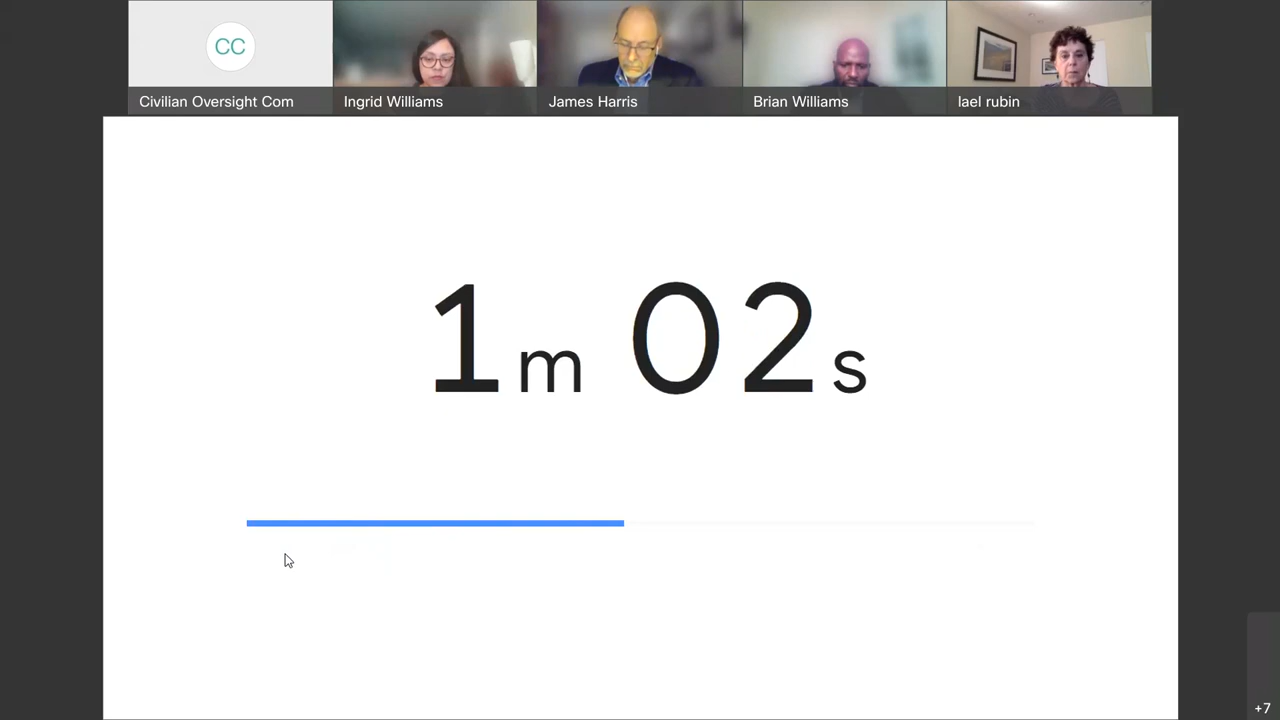 CC
Civilian Oversight Com
Ingrid Williams
James Harris
Brian Williams
lael rubin
1m 02s
+7